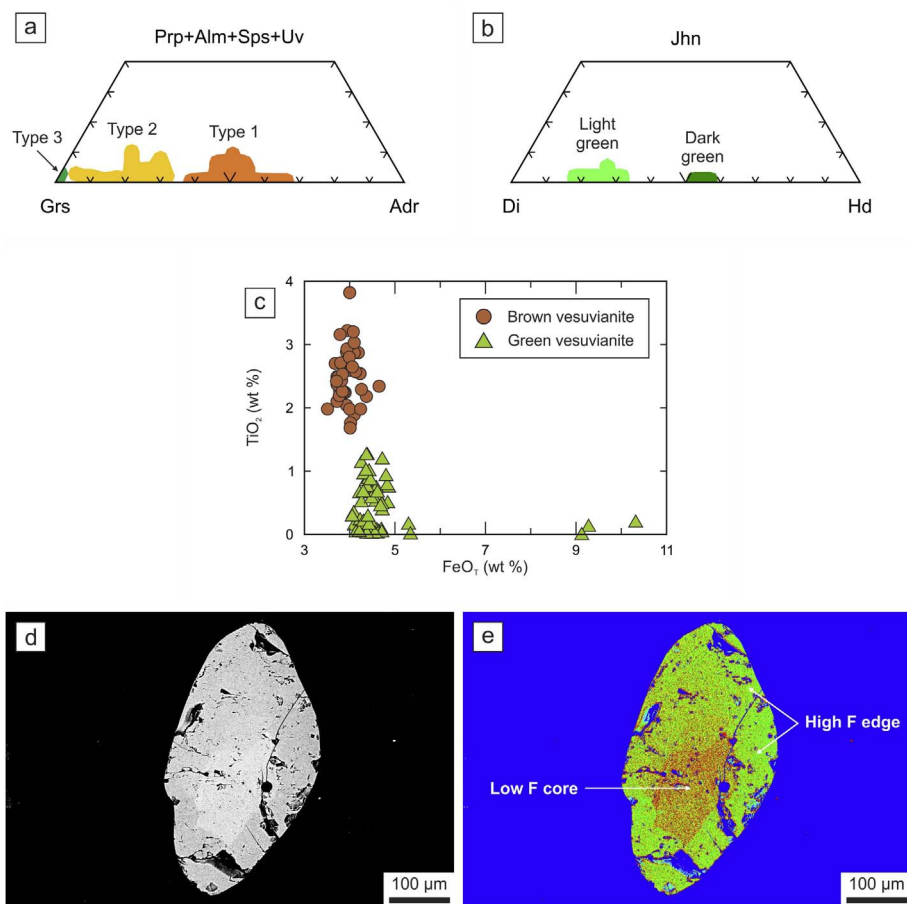 a
Prp+Alm+Sps+Uv
Type 3
Type 2
Type 1
Grs
Adr
b
Jhn
Light
green
Dark
green
Di
Hd
c
4
3
2
1
0
TiO₂ (wt %)
Brown vesuvianite
Green vesuvianite
3 5 7 9 11
FeO_T (wt %)
d
100 µm
e
High F edge
Low F core
100 µm